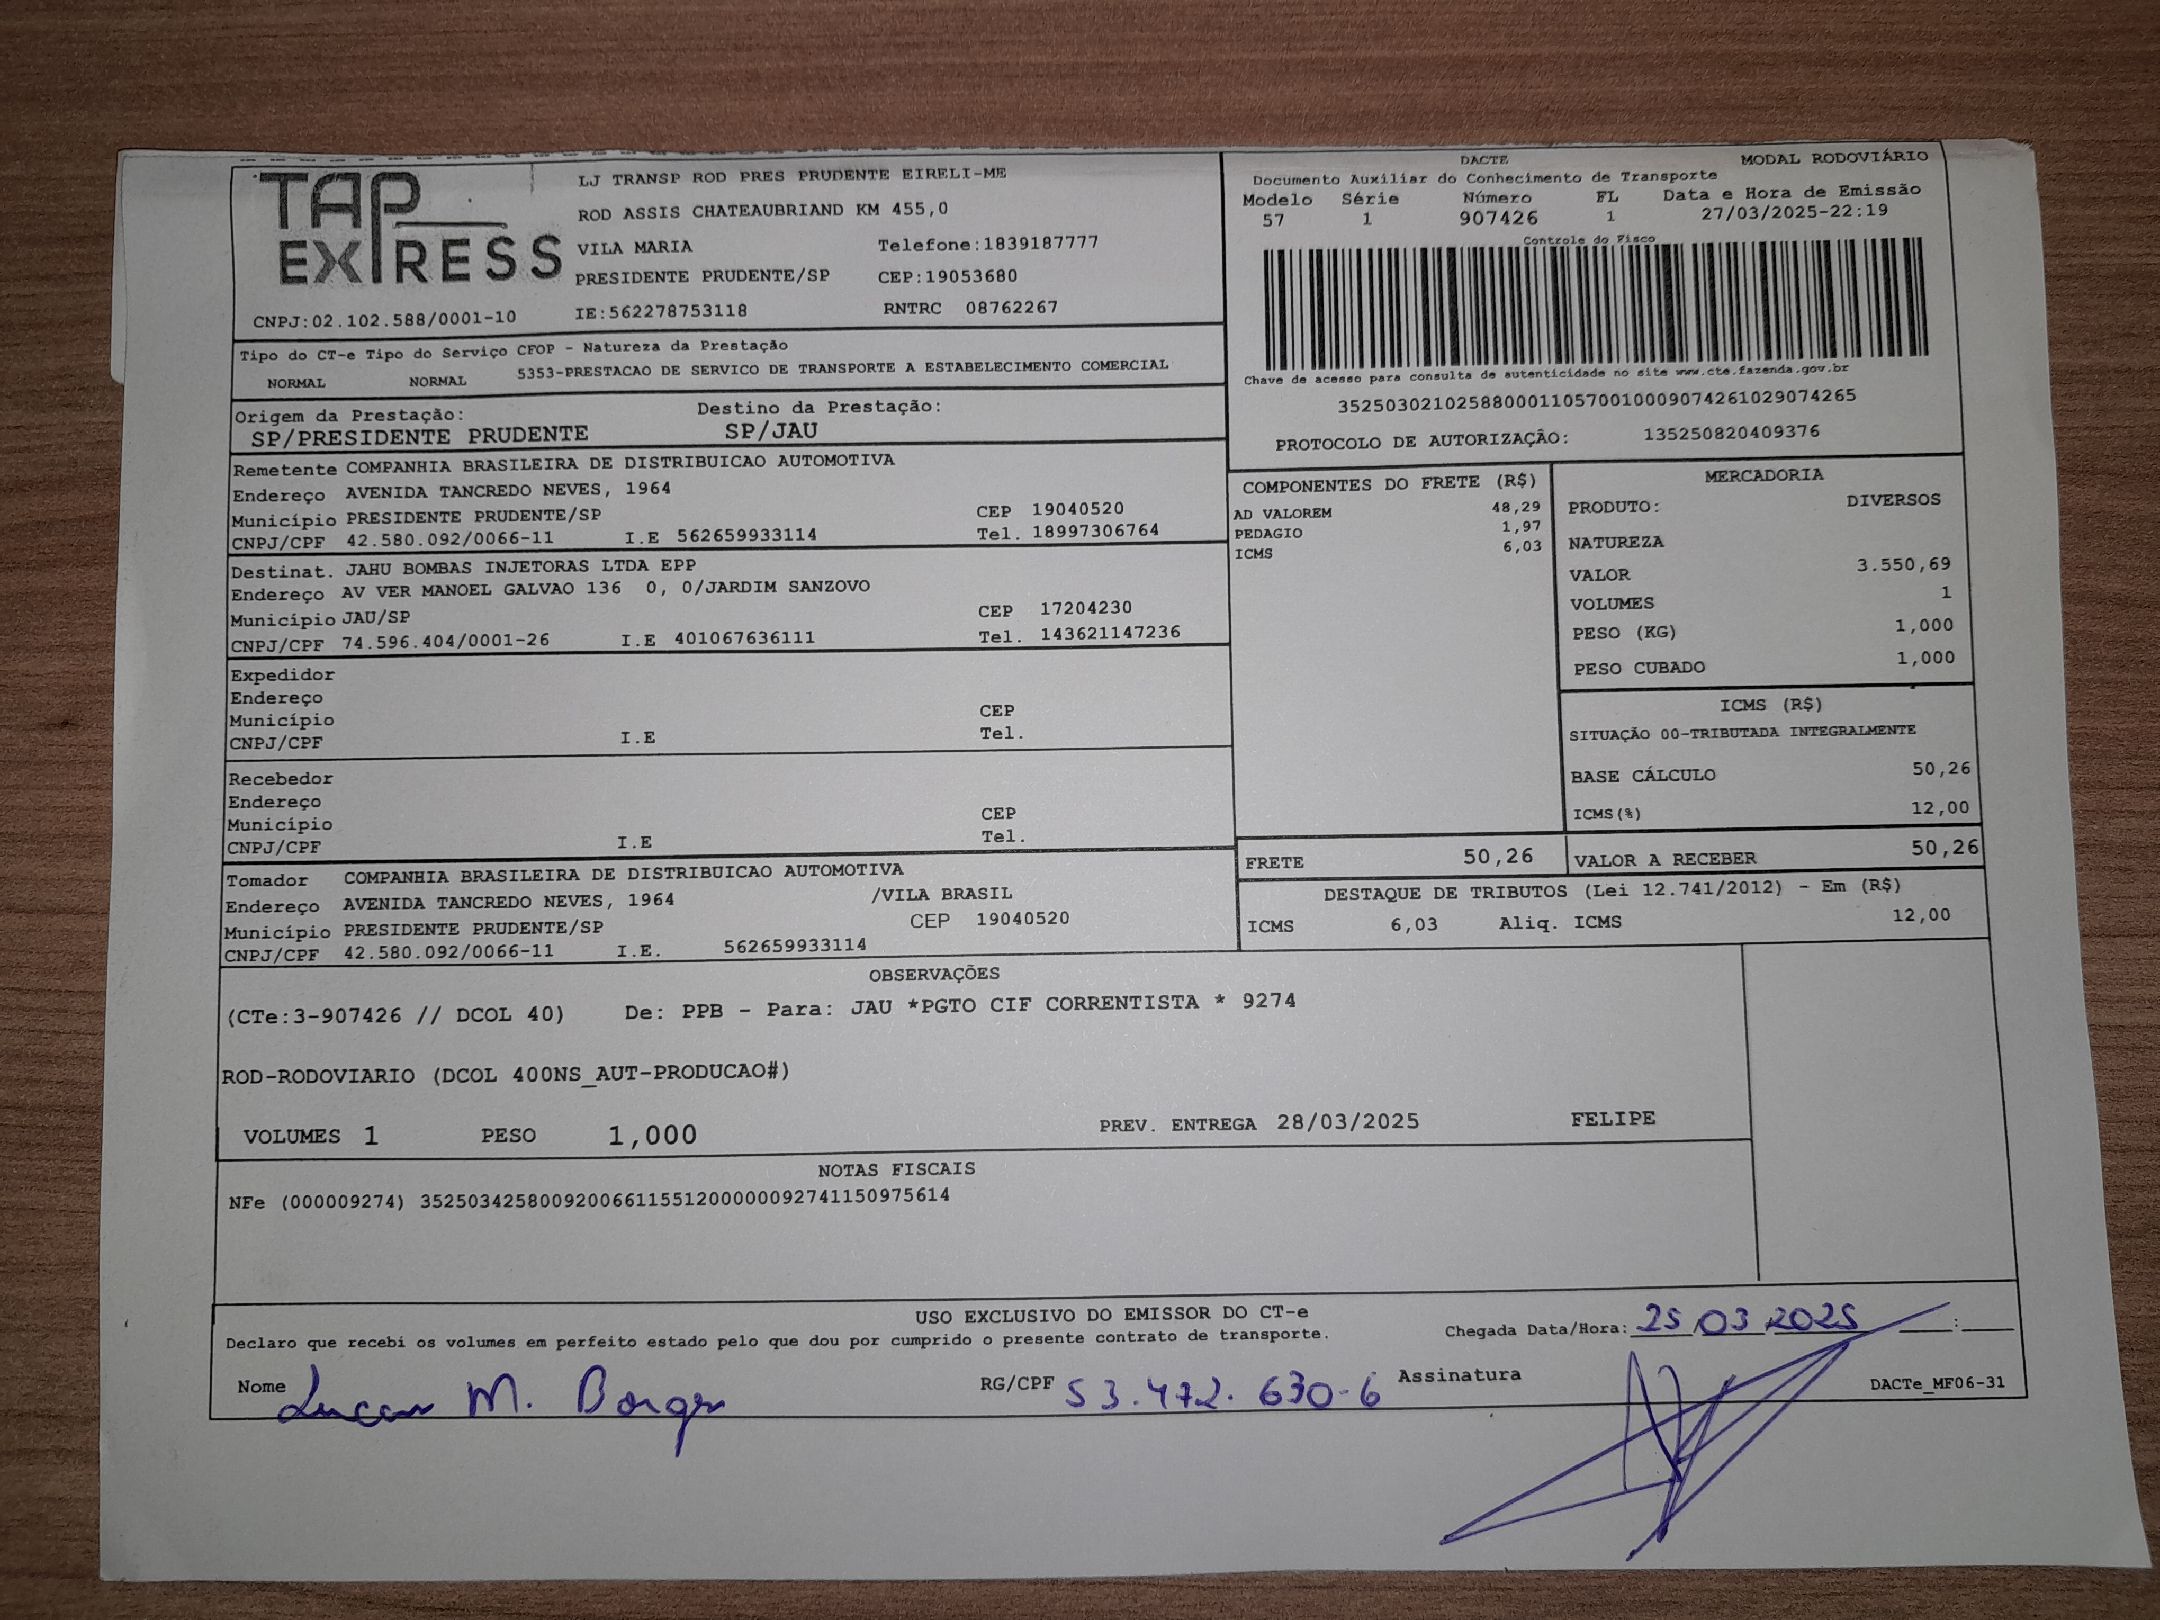 TAP EXPRESS
LJ TRANSP ROD PRES PRUDENTE EIRELI-ME
ROD ASSIS CHATEAUBRIAND KM 455,0
VILA MARIA Telefone:1839187777
PRESIDENTE PRUDENTE/SP CEP:19053680
CNPJ:02.102.588/0001-10 IE:562278753118 RNTRC 08762267
DACTE MODAL RODOVIÁRIO
Documento Auxiliar do Conhecimento de Transporte
Modelo Série Número FL Data e Hora de Emissão
57 1 907426 1 27/03/2025-22:19
Controle do Fisco
Chave de acesso para consulta de autenticidade no site www.cte.fazenda.gov.br
35250302102588000110570010009074261029074265
PROTOCOLO DE AUTORIZAÇÃO: 135250820409376
Tipo do CT-e Tipo do Serviço CFOP - Natureza da Prestação
NORMAL NORMAL 5353-PRESTACAO DE SERVICO DE TRANSPORTE A ESTABELECIMENTO COMERCIAL
Origem da Prestação: Destino da Prestação:
SP/PRESIDENTE PRUDENTE SP/JAU
Remetente COMPANHIA BRASILEIRA DE DISTRIBUICAO AUTOMOTIVA
Endereço AVENIDA TANCREDO NEVES, 1964
Município PRESIDENTE PRUDENTE/SP CEP 19040520
CNPJ/CPF 42.580.092/0066-11 I.E 562659933114 Tel. 18997306764
Destinat. JAHU BOMBAS INJETORAS LTDA EPP
Endereço AV VER MANOEL GALVAO 136 0, 0/JARDIM SANZOVO
Município JAU/SP CEP 17204230
CNPJ/CPF 74.596.404/0001-26 I.E 401067636111 Tel. 143621147236
Expedidor
Endereço
Município CEP
CNPJ/CPF I.E Tel.
Recebedor
Endereço
Município CEP
CNPJ/CPF I.E Tel.
Tomador COMPANHIA BRASILEIRA DE DISTRIBUICAO AUTOMOTIVA
Endereço AVENIDA TANCREDO NEVES, 1964 /VILA BRASIL
Município PRESIDENTE PRUDENTE/SP CEP 19040520
CNPJ/CPF 42.580.092/0066-11 I.E. 562659933114
COMPONENTES DO FRETE (R$)
AD VALOREM 48,29
PEDAGIO 1,97
ICMS 6,03
MERCADORIA
PRODUTO: DIVERSOS
NATUREZA
VALOR 3.550,69
VOLUMES 1
PESO (KG) 1,000
PESO CUBADO 1,000
ICMS (R$)
SITUAÇÃO 00-TRIBUTADA INTEGRALMENTE
BASE CÁLCULO 50,26
ICMS(%) 12,00
FRETE 50,26 VALOR A RECEBER 50,26
DESTAQUE DE TRIBUTOS (Lei 12.741/2012) - Em (R$)
ICMS 6,03 Aliq. ICMS 12,00
OBSERVAÇÕES
(CTe:3-907426 // DCOL 40) De: PPB - Para: JAU *PGTO CIF CORRENTISTA * 9274
ROD-RODOVIARIO (DCOL 400NS_AUT-PRODUCAO#)
VOLUMES 1 PESO 1,000 PREV. ENTREGA 28/03/2025 FELIPE
NOTAS FISCAIS
NFe (000009274) 35250342580092006611551200000092741150975614
USO EXCLUSIVO DO EMISSOR DO CT-e
Declaro que recebi os volumes em perfeito estado pelo que dou por cumprido o presente contrato de transporte. Chegada Data/Hora: 25/03/2025 __:__
Nome Lucas M. Borges RG/CPF 53.472.630-6 Assinatura DACTe_MF06-31